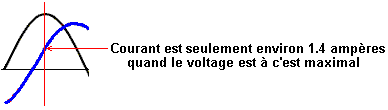 Courant est seulement environ 1.4 ampères
quand le voltage est à c'est maximal